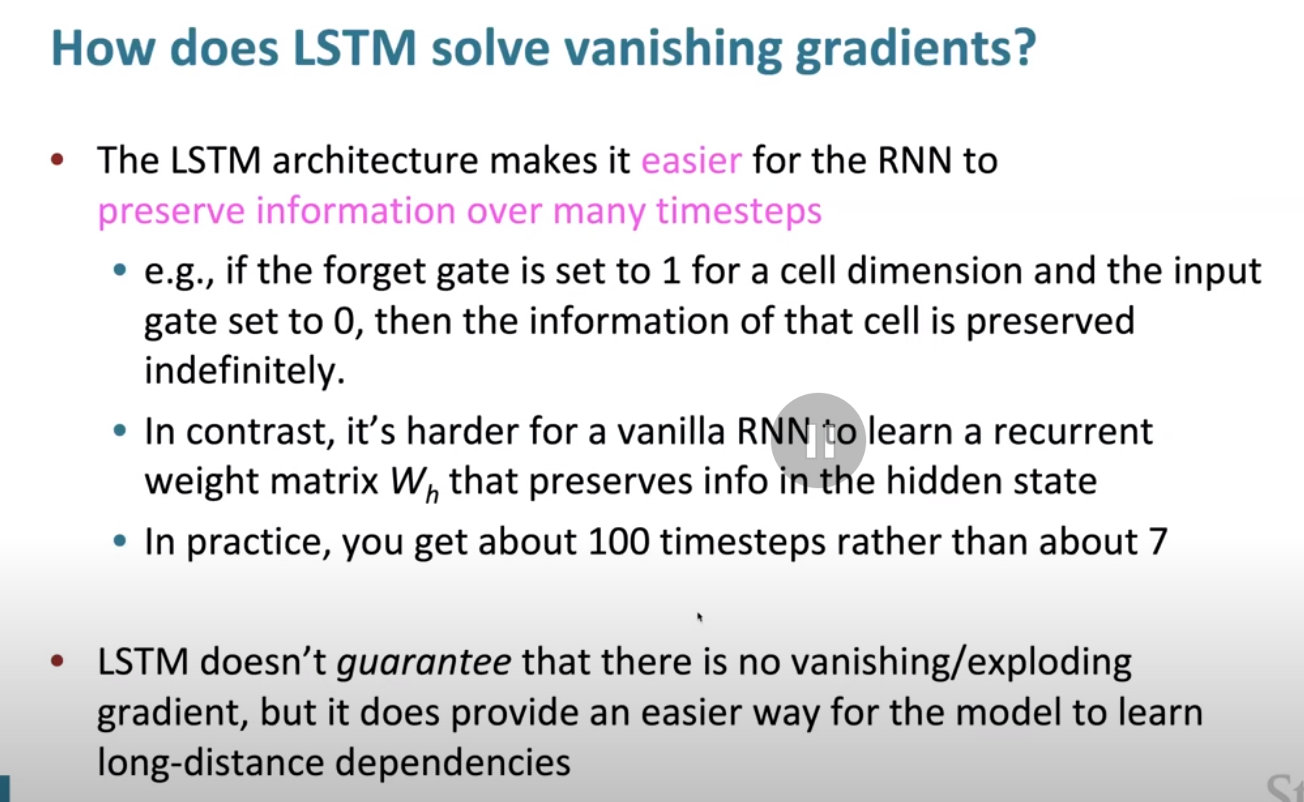 How does LSTM solve vanishing gradients?
• The LSTM architecture makes it easier for the RNN to
preserve information over many timesteps
• e.g., if the forget gate is set to 1 for a cell dimension and the input
gate set to 0, then the information of that cell is preserved
indefinitely.
• In contrast, it's harder for a vanilla RNN to learn a recurrent
weight matrix Wₕ that preserves info in the hidden state
• In practice, you get about 100 timesteps rather than about 7
• LSTM doesn't guarantee that there is no vanishing/exploding
gradient, but it does provide an easier way for the model to learn
long-distance dependencies